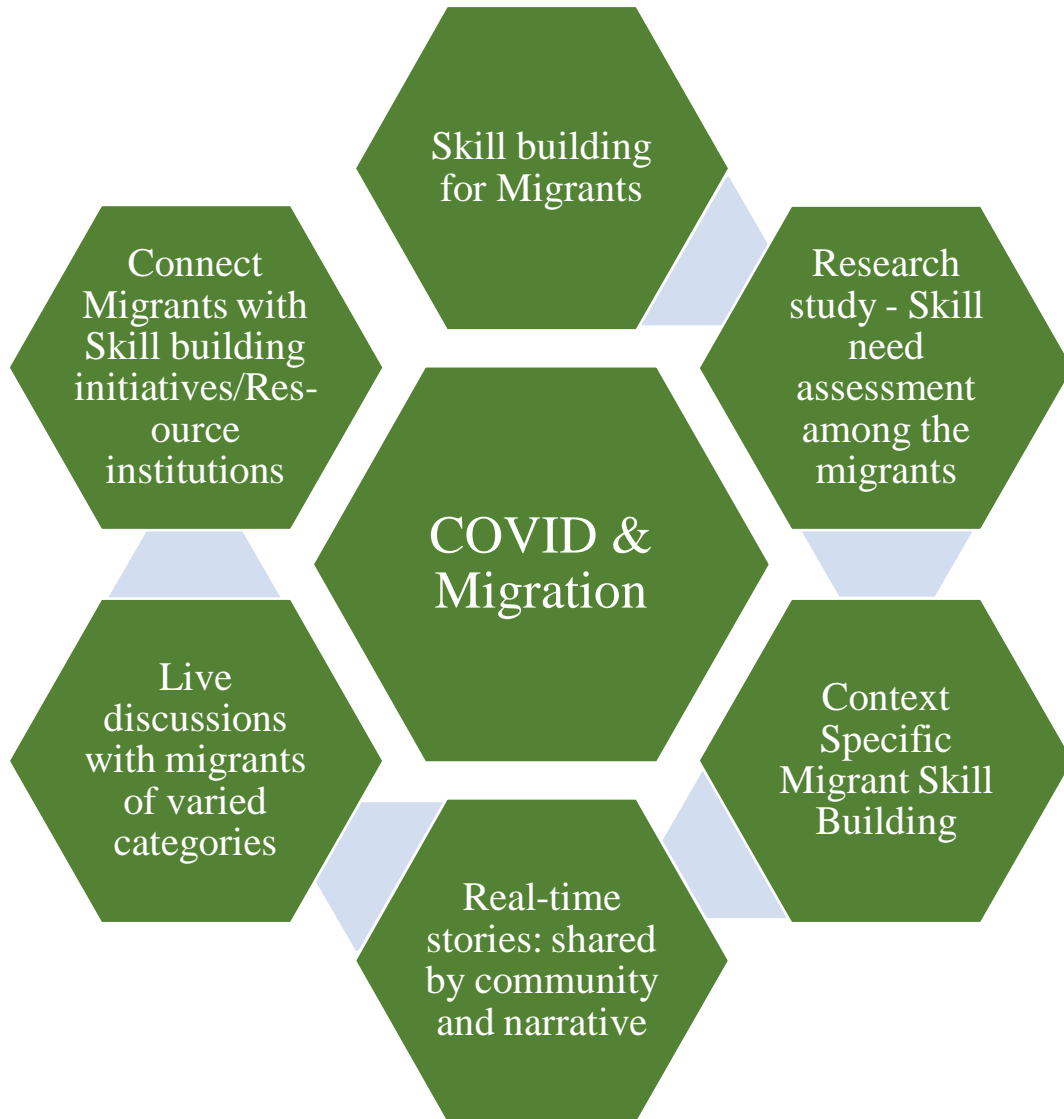 Skill building
for Migrants
Research
study - Skill
need
assessment
among the
migrants
Context
Specific
Migrant Skill
Building
Real-time
stories: shared
by community
and narrative
Live
discussions
with migrants
of varied
categories
Connect
Migrants with
Skill building
initiatives/Res-
ource
institutions
COVID &
Migration